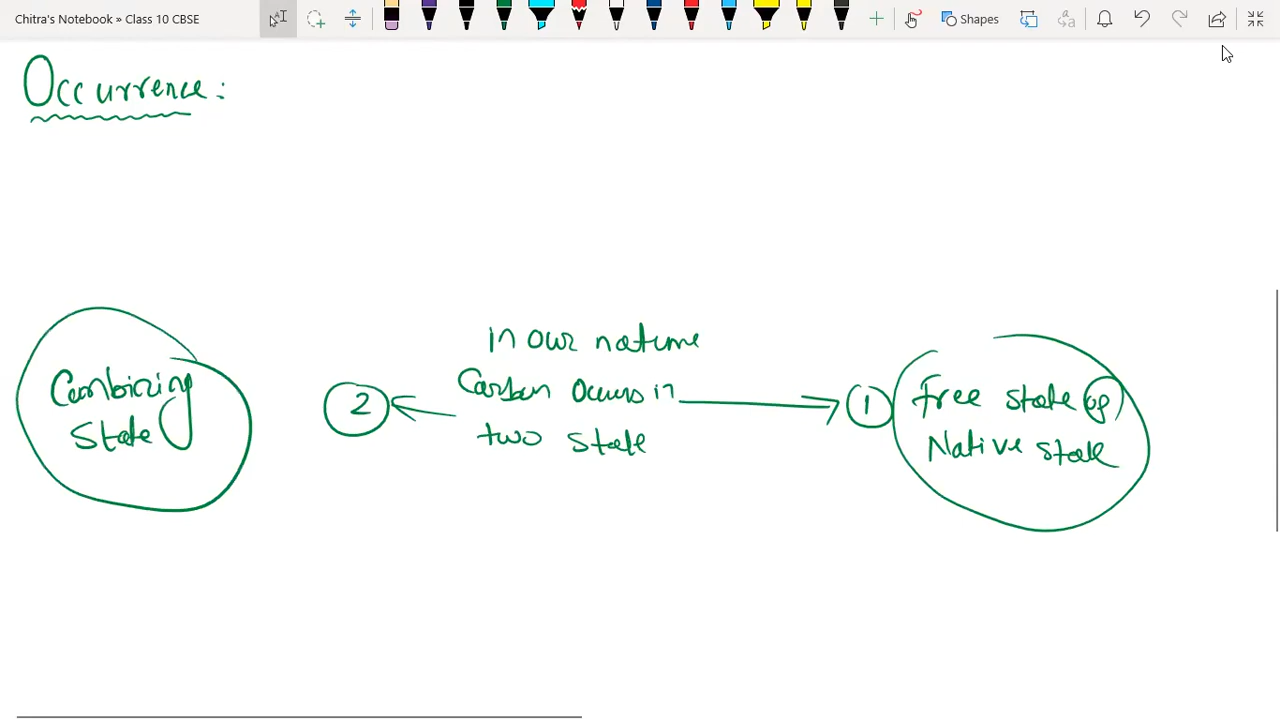 Chitra's Notebook » Class 10 CBSE
Shapes
Occurrence:
In our nature
Carbon occurs in
two state
2
Combining
State
1
Free state or
Native state